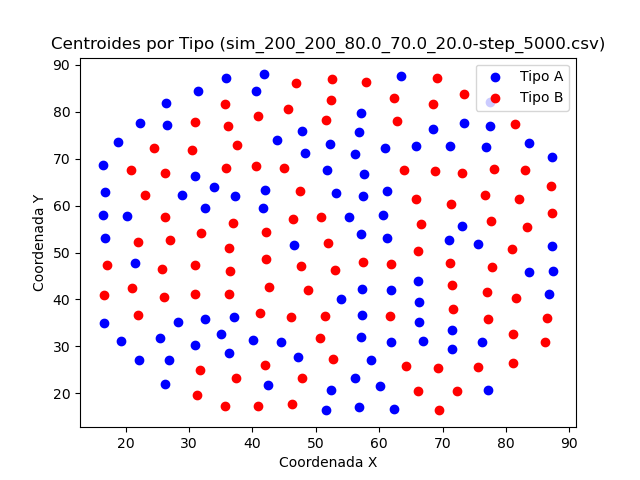 Centroides por Tipo (sim_200_200_80.0_70.0_20.0-step_5000.csv)
Tipo A
Tipo B
Coordenada Y
90
80
70
60
50
40
30
20
20 30 40 50 60 70 80 90
Coordenada X